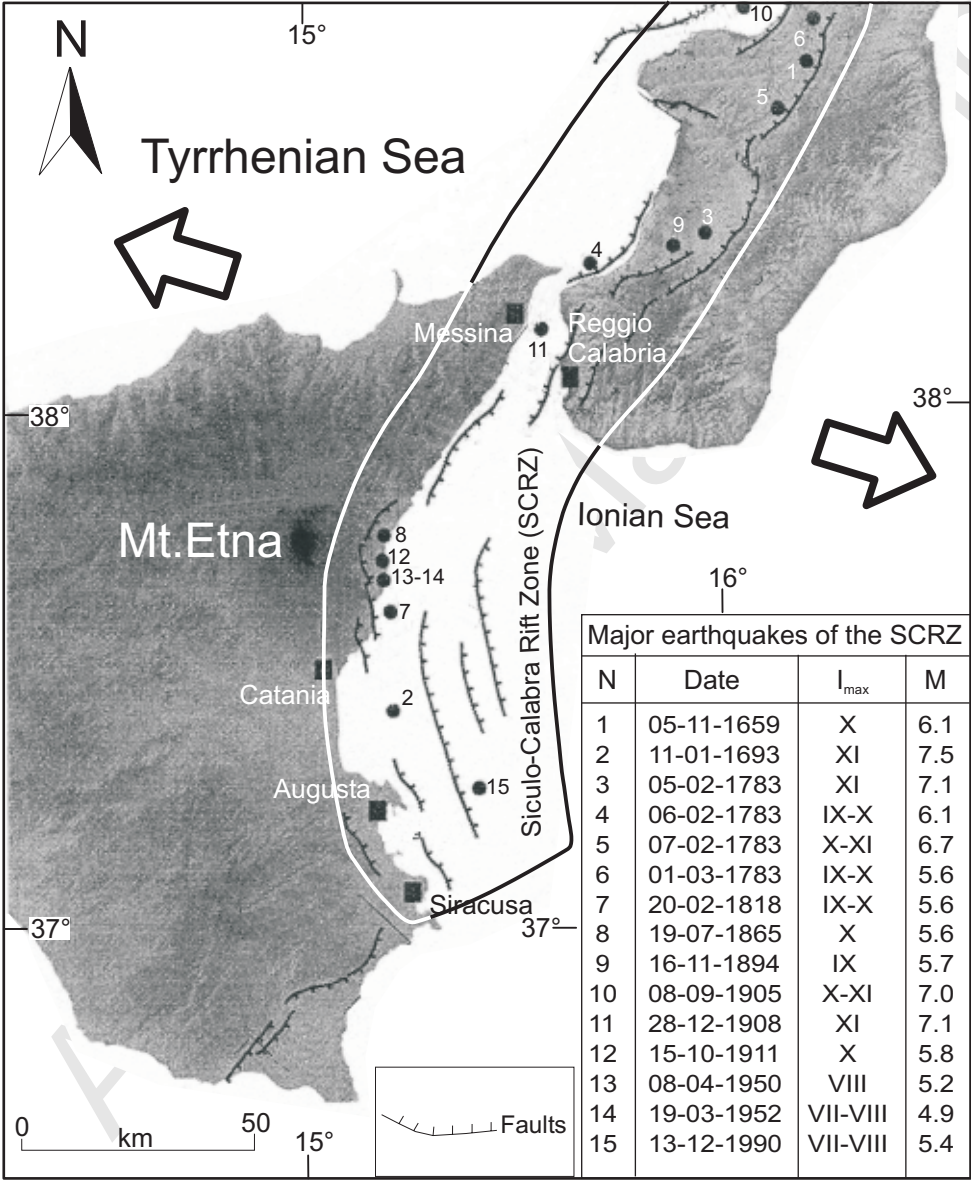 N
15°
10
6
1
5
Tyrrhenian Sea
9
3
4
Messina
11
Reggio
Calabria
38°
38°
Siculo-Calabra Rift Zone (SCRZ)
Ionian Sea
Mt.Etna
8
12
13-14
7
16°
Catania
2
Augusta
15
Siracusa
37°
37°
Major earthquakes of the SCRZ
N Date Imax M
1 05-11-1659 X 6.1
2 11-01-1693 XI 7.5
3 05-02-1783 XI 7.1
4 06-02-1783 IX-X 6.1
5 07-02-1783 X-XI 6.7
6 01-03-1783 IX-X 5.6
7 20-02-1818 IX-X 5.6
8 19-07-1865 X 5.6
9 16-11-1894 IX 5.7
10 08-09-1905 X-XI 7.0
11 28-12-1908 XI 7.1
12 15-10-1911 X 5.8
13 08-04-1950 VIII 5.2
14 19-03-1952 VII-VIII 4.9
15 13-12-1990 VII-VIII 5.4
Faults
0 km 50
15°